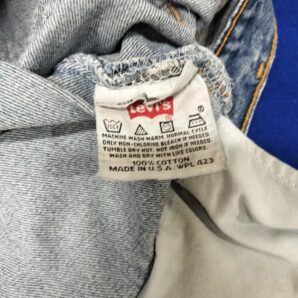 Levi's
MACHINE WASH WARM. NORMAL CYCLE.
ONLY NON-CHLORINE BLEACH IF NEEDED.
TUMBLE DRY HOT. IRON HOT IF NEEDED.
WASH AND DRY WITH LIKE COLORS.
100% COTTON
MADE IN U.S.A. WPL 423